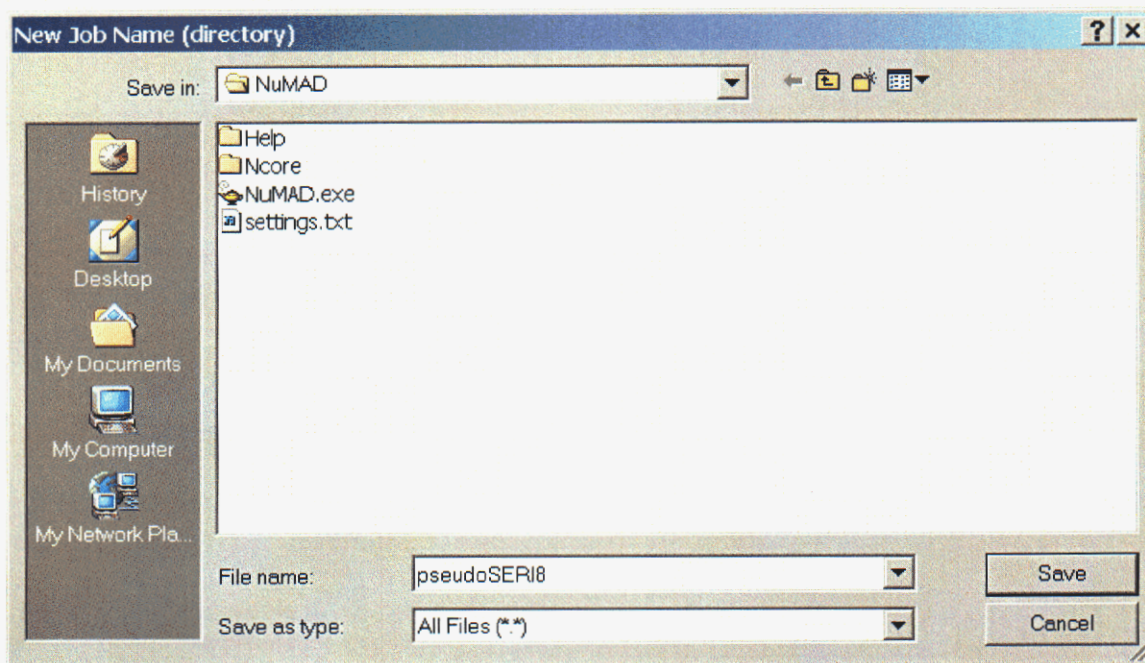 New Job Name (directory)
Save in: NuMAD
Help
Ncore
NuMAD.exe
settings.txt
History
Desktop
My Documents
My Computer
My Network Pla...
File name: pseudoSERI8 Save
Save as type: All Files (*.*) Cancel